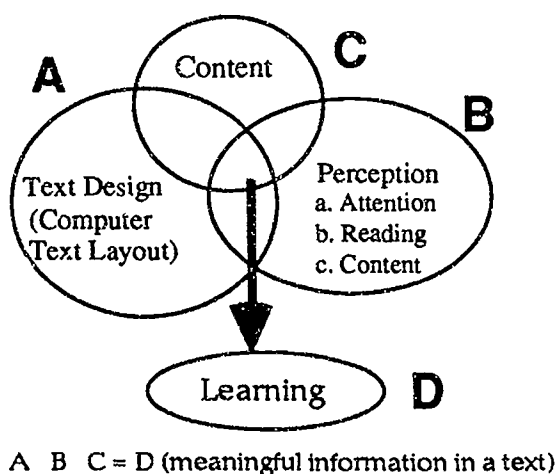 A
Content
C
B
Text Design
(Computer
Text Layout)
Perception
a. Attention
b. Reading
c. Content
Learning
D
A B C = D (meaningful information in a text)